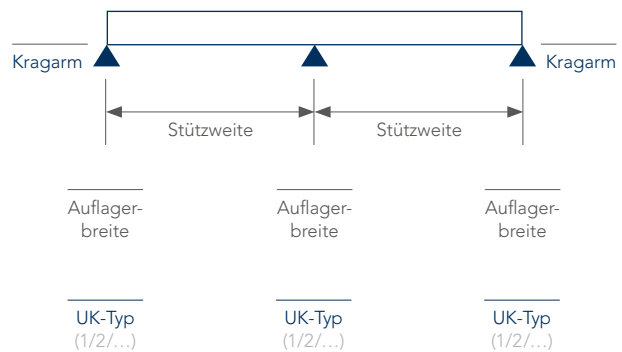 Kragarm
Kragarm
Stützweite
Stützweite
Auflager-
breite
Auflager-
breite
Auflager-
breite
UK-Typ
(1/2/…)
UK-Typ
(1/2/…)
UK-Typ
(1/2/…)